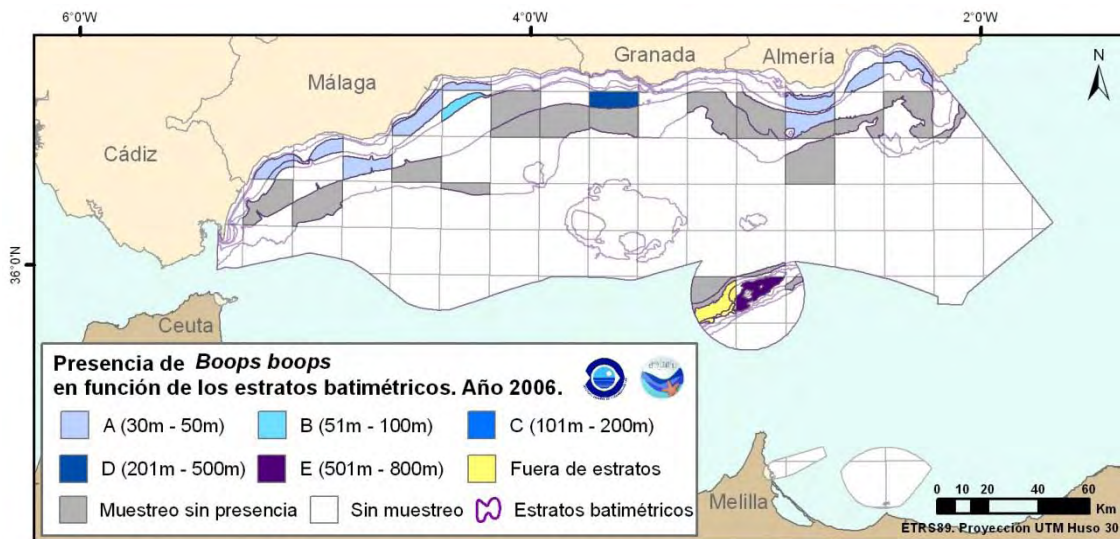 6°0'W 4°0'W 2°0'W
Granada Almería
N
Málaga
Cádiz
36°0'N
Ceuta
Presencia de Boops boops
en función de los estratos batimétricos. Año 2006.
A (30m - 50m) B (51m - 100m) C (101m - 200m)
D (201m - 500m) E (501m - 800m) Fuera de estratos
Muestreo sin presencia Sin muestreo Estratos batimétricos
Melilla
0 10 20 40 60
Km
ETRS89. Proyección UTM Huso 30